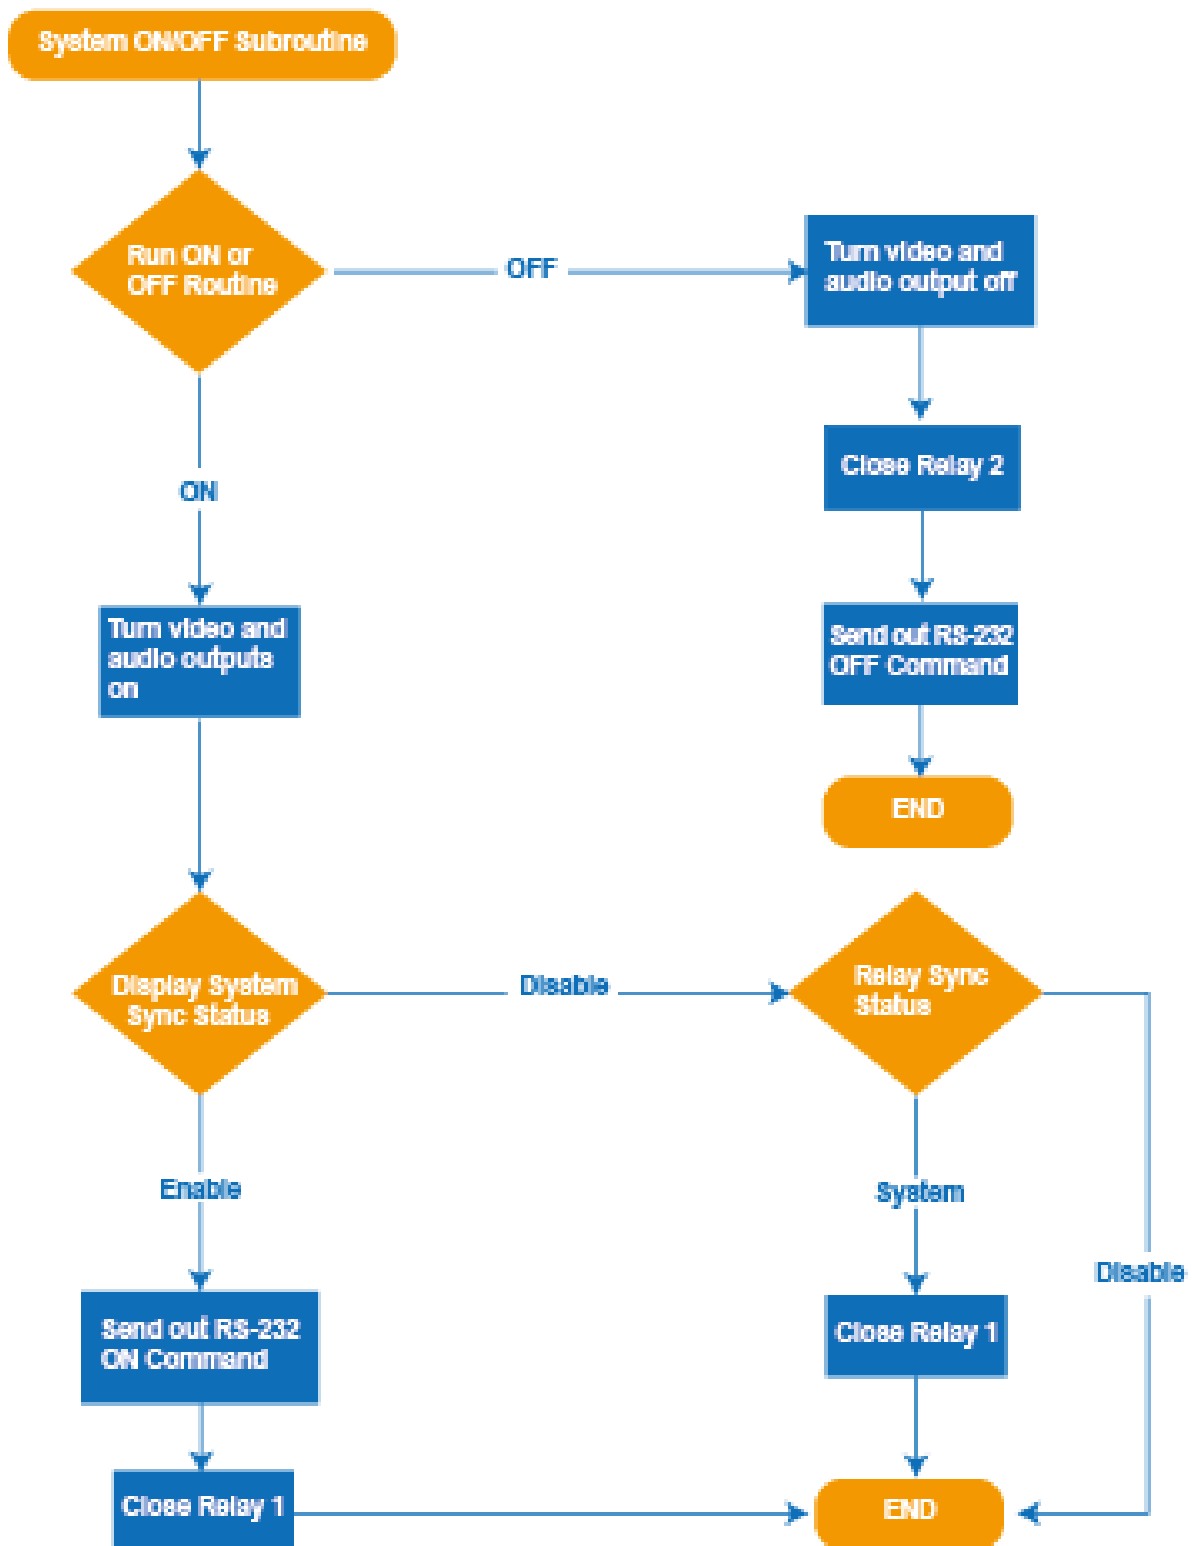 System ON/OFF Subroutine
Run ON or
OFF Routine
OFF
Turn video and
audio output off
Close Relay 2
ON
Send out RS-232
OFF Command
Turn video and
audio outputs
on
END
Display System
Sync Status
Disable
Relay Sync
Status
Enable
System
Disable
Send out RS-232
ON Command
Close Relay 1
Close Relay 1
END